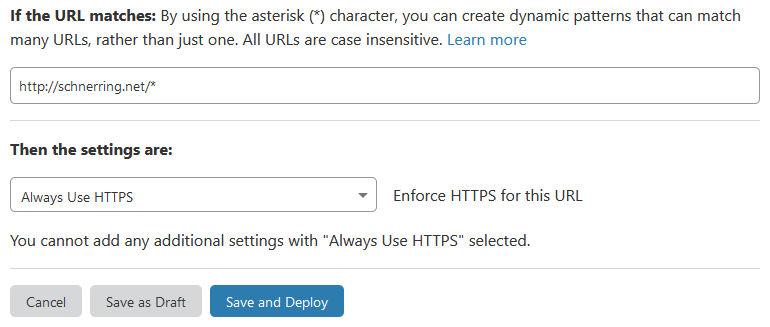 If the URL matches: By using the asterisk (*) character, you can create dynamic patterns that can match
many URLs, rather than just one. All URLs are case insensitive. Learn more
http://schnerring.net/*
Then the settings are:
Always Use HTTPS Enforce HTTPS for this URL
You cannot add any additional settings with "Always Use HTTPS" selected.
Cancel Save as Draft Save and Deploy